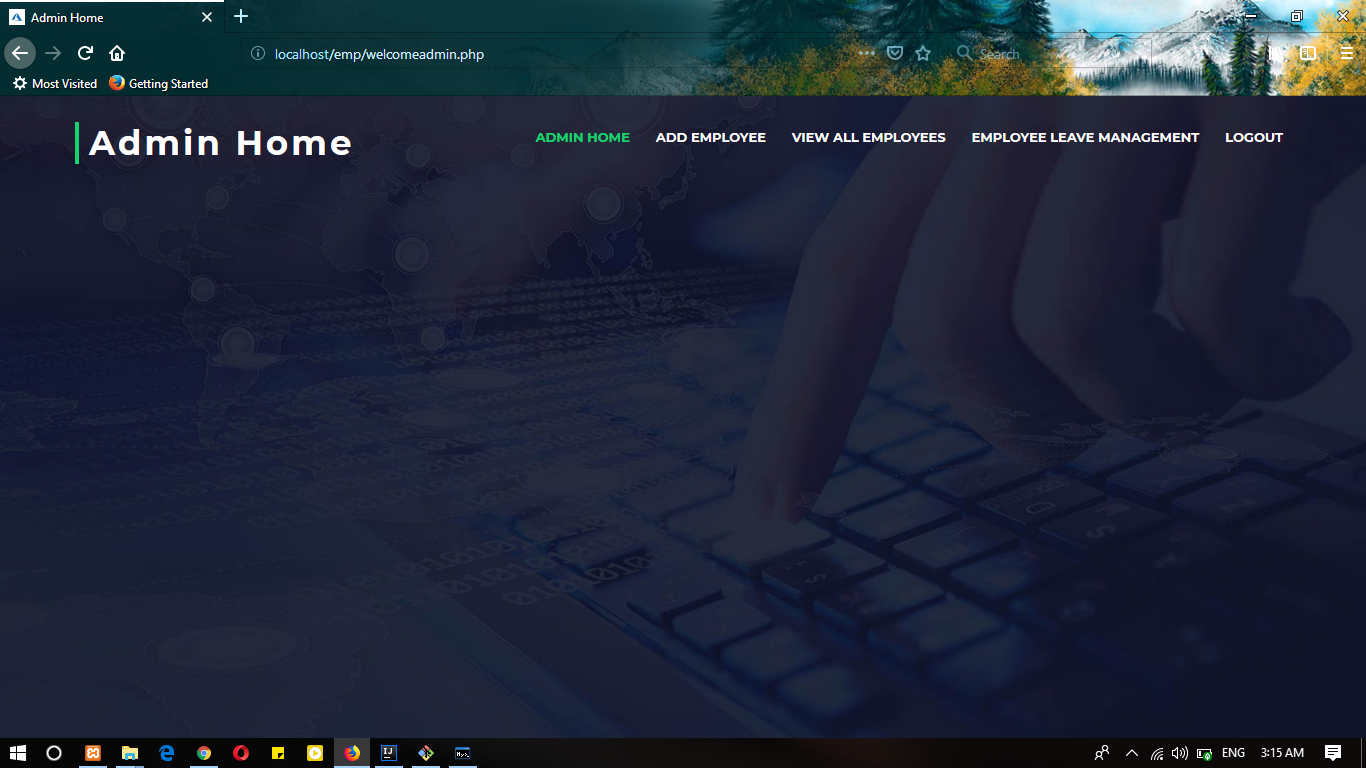 Admin Home
localhost/emp/welcomeadmin.php
Search
Most Visited
Getting Started
Admin Home
ADMIN HOME
ADD EMPLOYEE
VIEW ALL EMPLOYEES
EMPLOYEE LEAVE MANAGEMENT
LOGOUT
ENG
3:15 AM